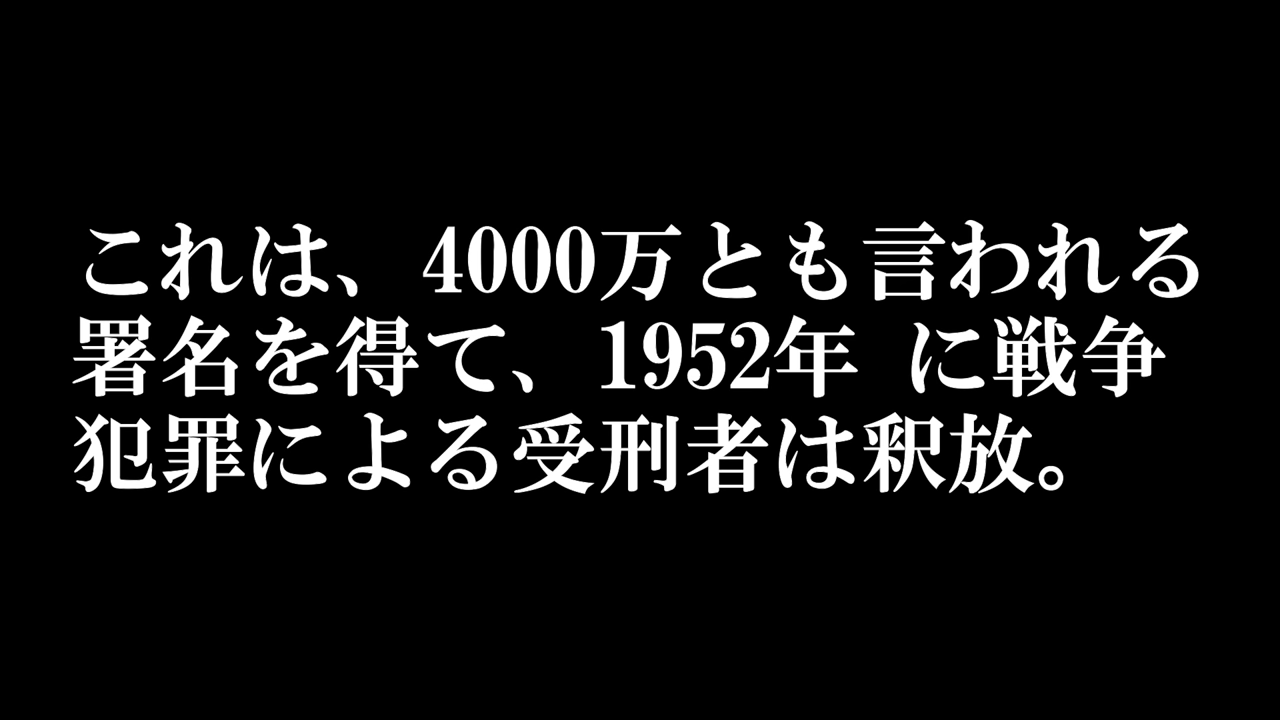 これは、4000万とも言われる
署名を得て、1952年 に戦争
犯罪による受刑者は釈放。